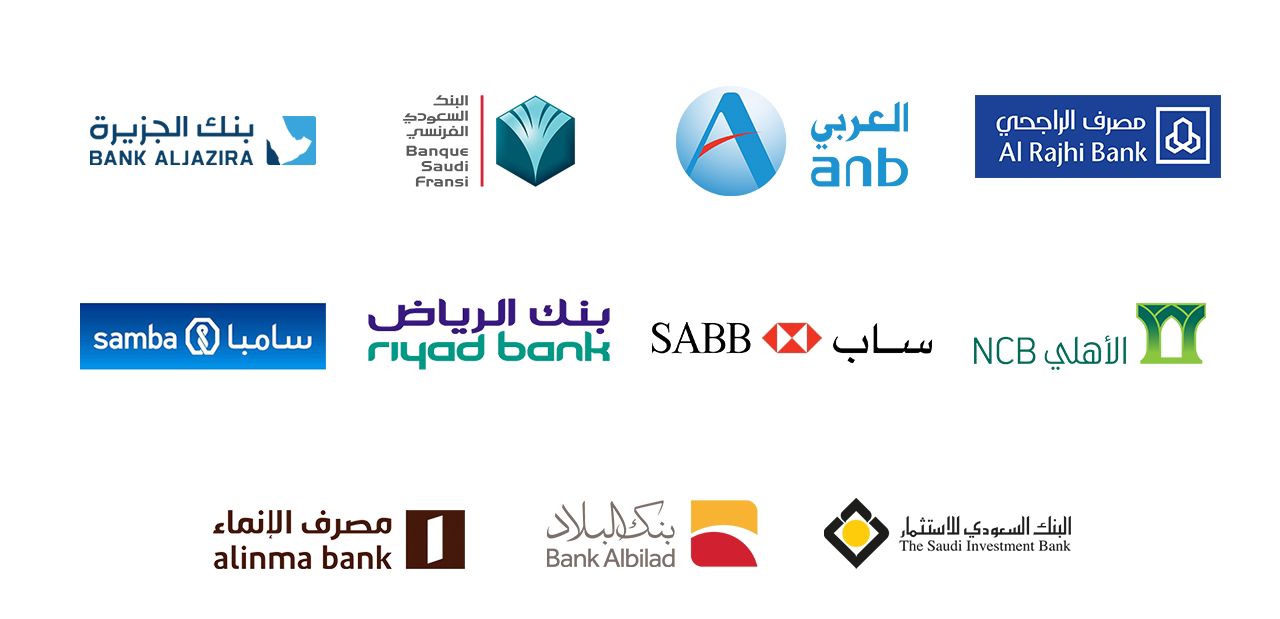 بنك الجزيرة
BANK ALJAZIRA
البنك
السعودي
الفرنسي
Banque
Saudi
Fransi
العربي
anb
مصرف الراجحي
Al Rajhi Bank
samba سامبا
بنك الرياض
riyad bank
SABB ساب
NCB الأهلي
مصرف الإنماء
alinma bank
بنك البلاد
Bank Albilad
البنك السعودي للاستثمار
The Saudi Investment Bank